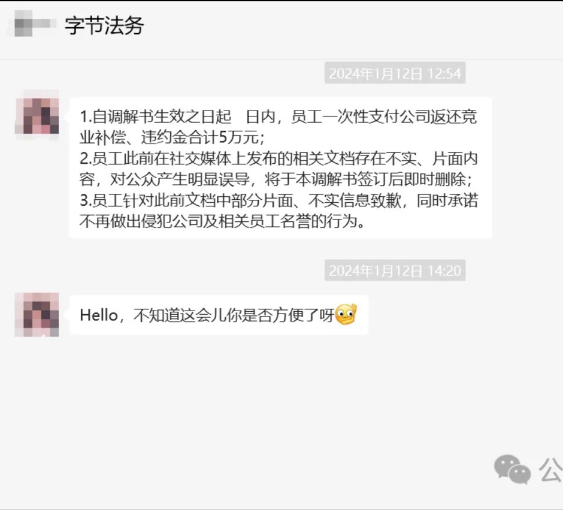 字节法务
2024年1月12日 12:54
1.自调解书生效之日起 日内，员工一次性支付公司返还竞
业补偿、违约金合计5万元；
2.员工此前在社交媒体上发布的相关文档存在不实、片面内
容，对公众产生明显误导，将于本调解书签订后即时删除；
3.员工针对此前文档中部分片面、不实信息致歉，同时承诺
不再做出侵犯公司及相关员工名誉的行为。
2024年1月12日 14:20
Hello，不知道这会儿你是否方便了呀
公